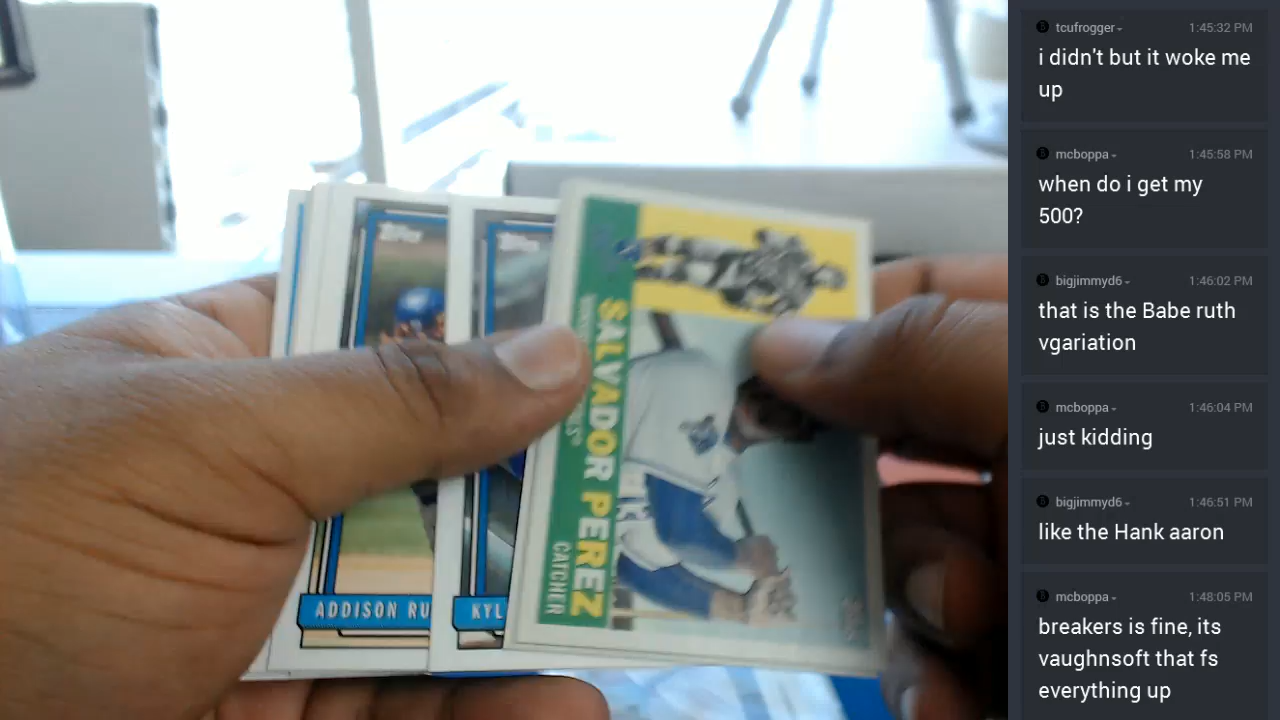 Topps
Topps
SALVADOR PEREZ
CATCHER
ADDISON RU
KYL
tcufrogger
1:45:32 PM
i didn't but it woke me
up
mcboppa
1:45:58 PM
when do i get my
500?
bigjimmyd6
1:46:02 PM
that is the Babe ruth
vgariation
mcboppa
1:46:04 PM
just kidding
bigjimmyd6
1:46:51 PM
like the Hank aaron
mcboppa
1:48:05 PM
breakers is fine, its
vaughnsoft that fs
everything up